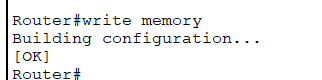 Router#write memory
Building configuration...
[OK]
Router#